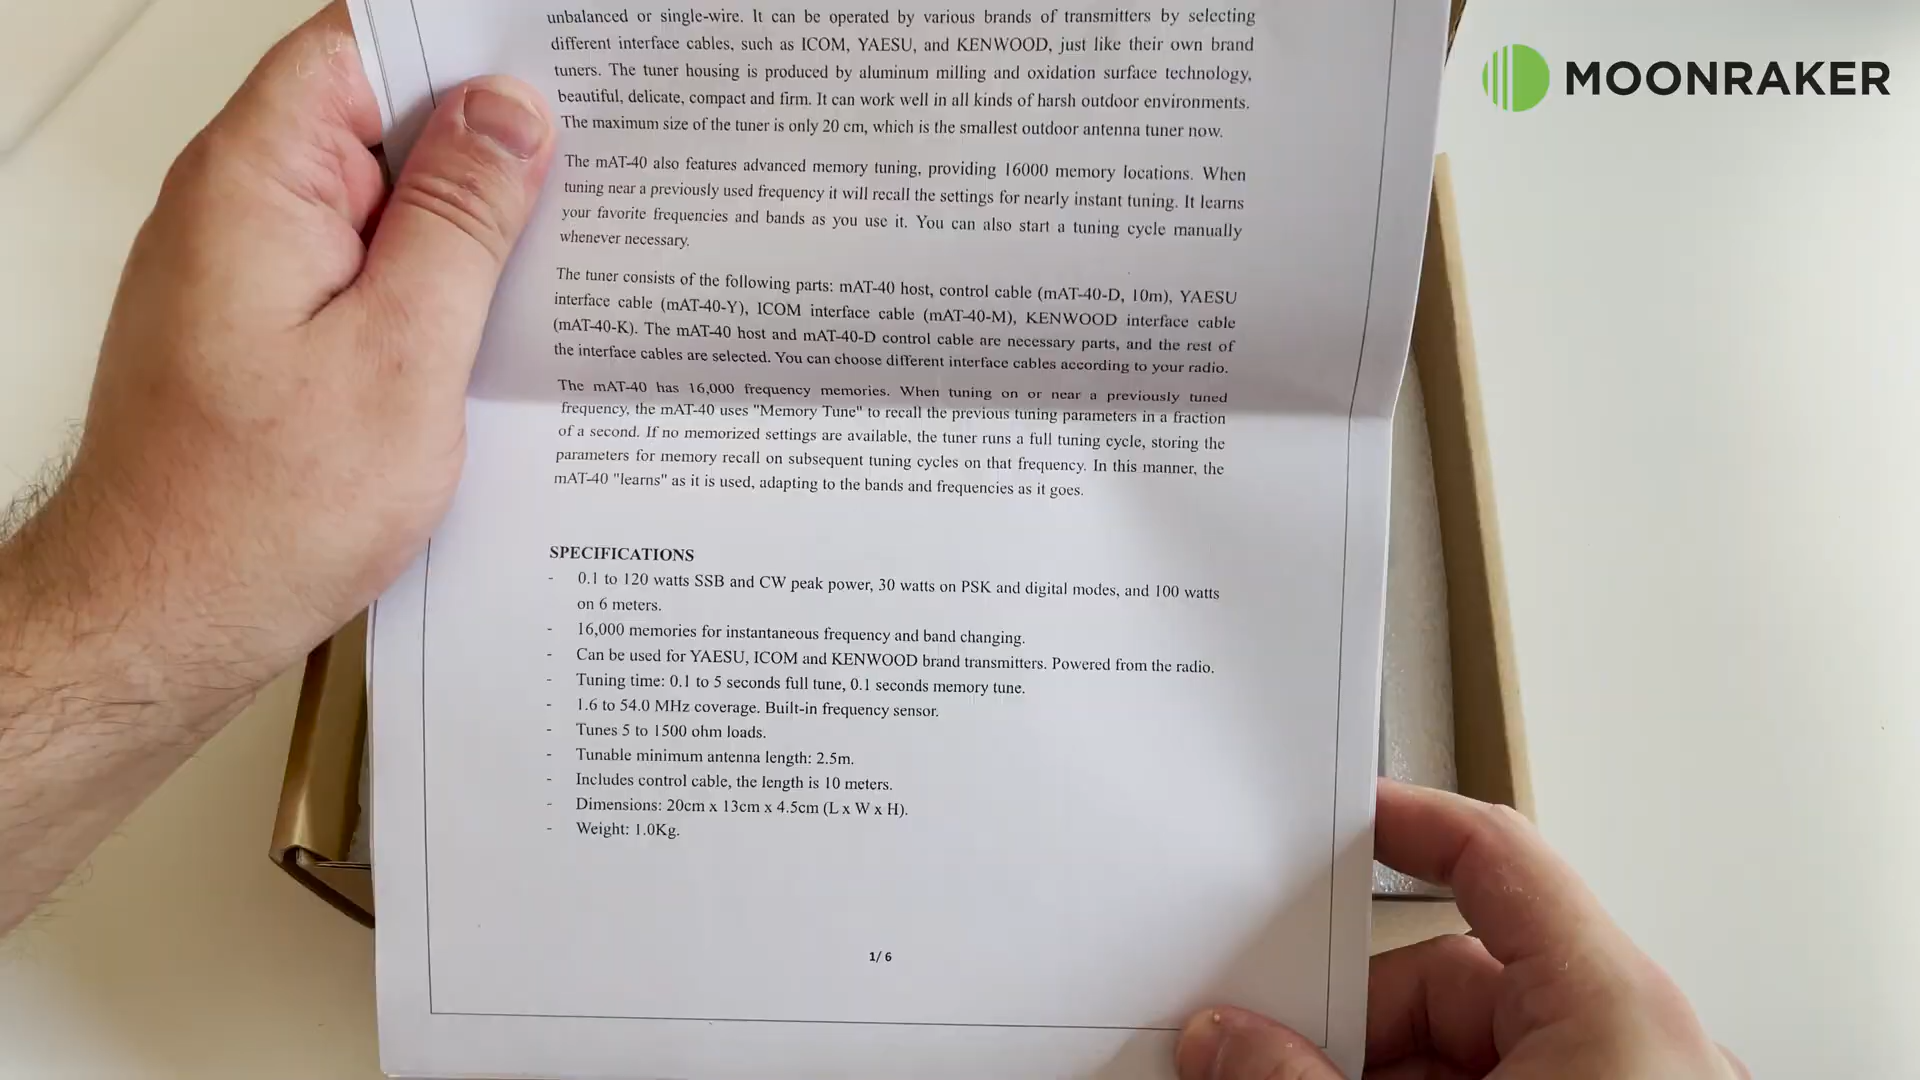 unbalanced or single-wire. It can be operated by various brands of transmitters by selecting
different interface cables, such as ICOM, YAESU, and KENWOOD, just like their own brand
tuners. The tuner housing is produced by aluminum milling and oxidation surface technology,
beautiful, delicate, compact and firm. It can work well in all kinds of harsh outdoor environments.
The maximum size of the tuner is only 20 cm, which is the smallest outdoor antenna tuner now.
The mAT-40 also features advanced memory tuning, providing 16000 memory locations. When
tuning near a previously used frequency it will recall the settings for nearly instant tuning. It learns
your favorite frequencies and bands as you use it. You can also start a tuning cycle manually
whenever necessary.
The tuner consists of the following parts: mAT-40 host, control cable (mAT-40-D, 10m), YAESU
interface cable (mAT-40-Y), ICOM interface cable (mAT-40-M), KENWOOD interface cable
(mAT-40-K). The mAT-40 host and mAT-40-D control cable are necessary parts, and the rest of
the interface cables are selected. You can choose different interface cables according to your radio.
The mAT-40 has 16,000 frequency memories. When tuning on or near a previously tuned
frequency, the mAT-40 uses "Memory Tune" to recall the previous tuning parameters in a fraction
of a second. If no memorized settings are available, the tuner runs a full tuning cycle, storing the
parameters for memory recall on subsequent tuning cycles on that frequency. In this manner, the
mAT-40 "learns" as it is used, adapting to the bands and frequencies as it goes.
SPECIFICATIONS
- 0.1 to 120 watts SSB and CW peak power, 30 watts on PSK and digital modes, and 100 watts
on 6 meters.
- 16,000 memories for instantaneous frequency and band changing.
- Can be used for YAESU, ICOM and KENWOOD brand transmitters. Powered from the radio.
- Tuning time: 0.1 to 5 seconds full tune, 0.1 seconds memory tune.
- 1.6 to 54.0 MHz coverage. Built-in frequency sensor.
- Tunes 5 to 1500 ohm loads.
- Tunable minimum antenna length: 2.5m.
- Includes control cable, the length is 10 meters.
- Dimensions: 20cm x 13cm x 4.5cm (L x W x H).
- Weight: 1.0Kg.
1/ 6
MOONRAKER